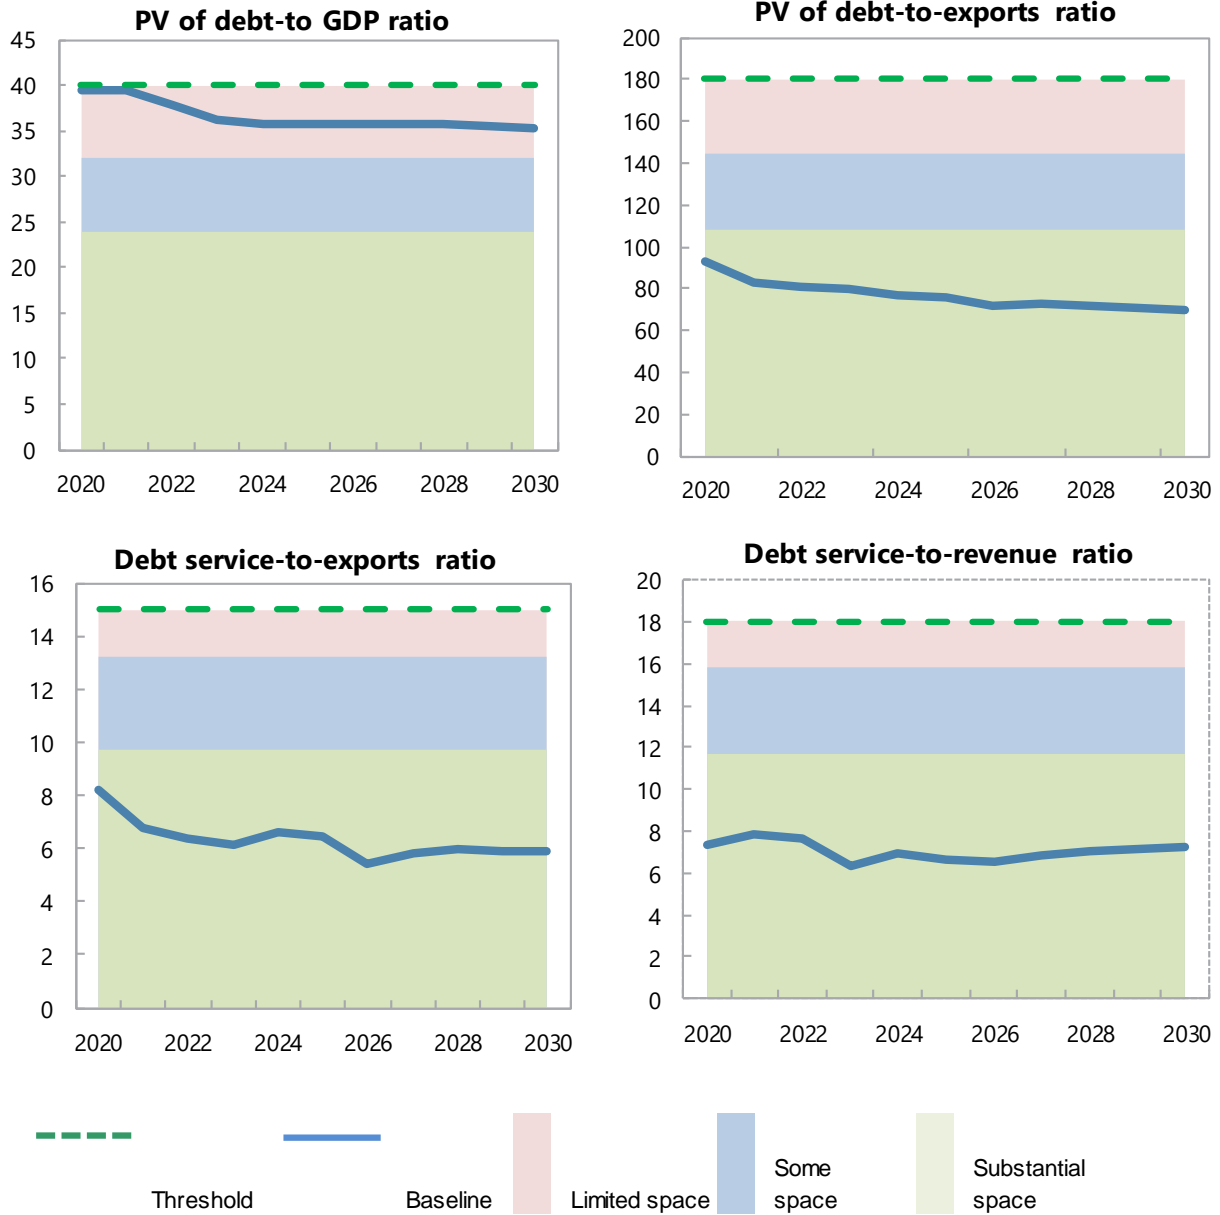 PV of debt-to GDP ratio
45
40
35
30
25
20
15
10
5
0
2020 2022 2024 2026 2028 2030
PV of debt-to-exports ratio
200
180
160
140
120
100
80
60
40
20
0
2020 2022 2024 2026 2028 2030
Debt service-to-exports ratio
16
14
12
10
8
6
4
2
0
2020 2022 2024 2026 2028 2030
Debt service-to-revenue ratio
20
18
16
14
12
10
8
6
4
2
0
2020 2022 2024 2026 2028 2030
Threshold
Baseline
Limited space
Some
space
Substantial
space